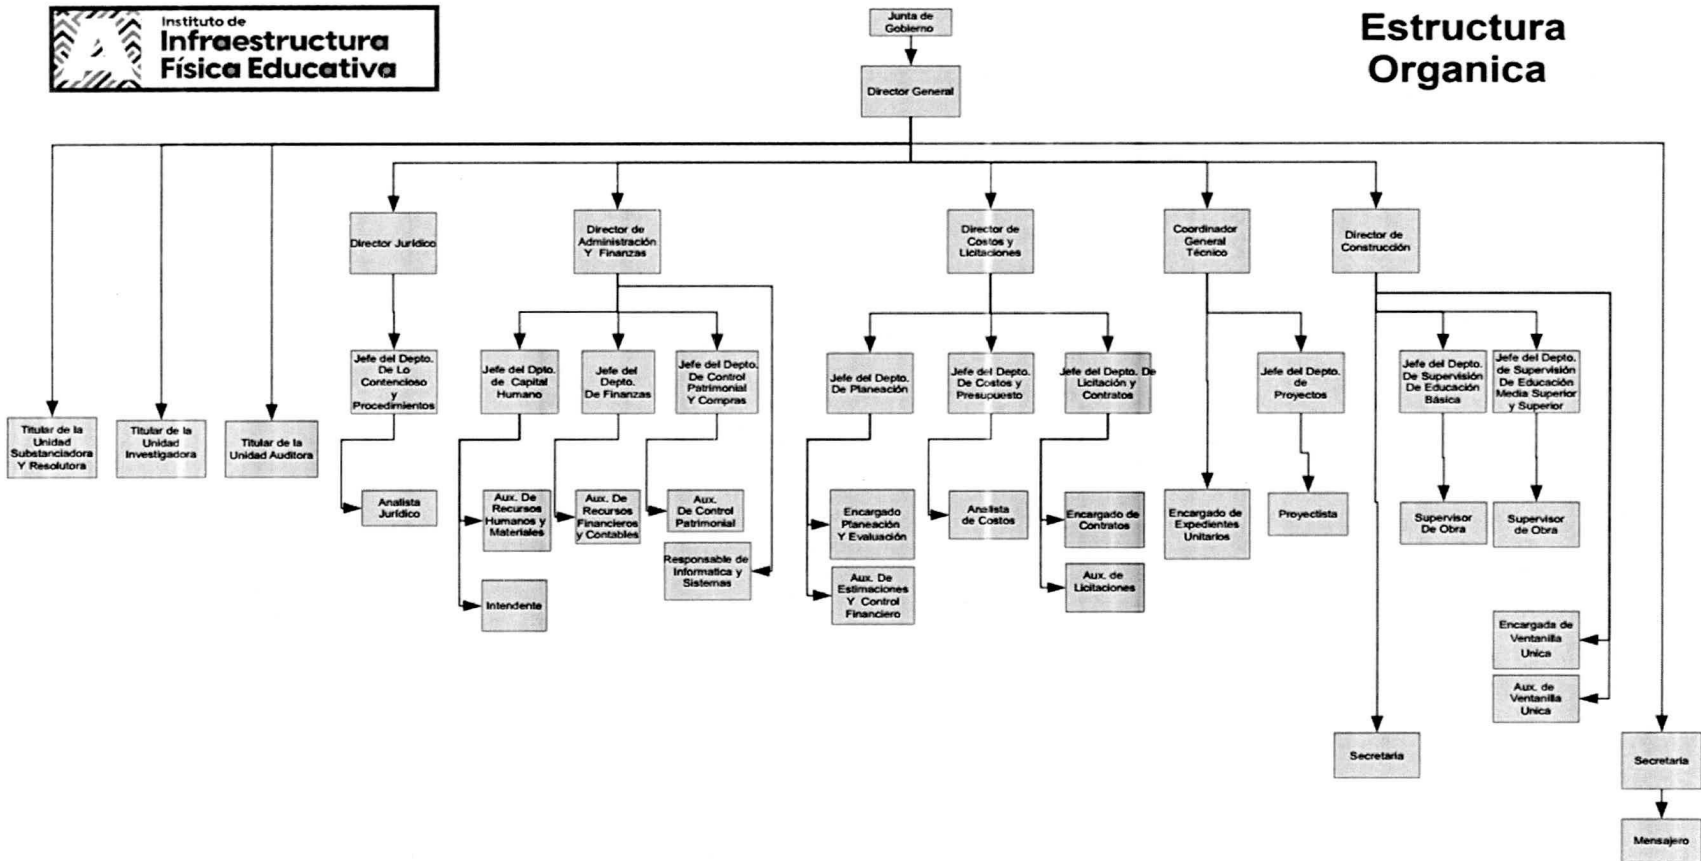 Instituto de
Infraestructura
Física Educativa
Estructura
Organica
Junta de
Gobierno
Director General
Director Jurídico
Director de
Administración
Y Finanzas
Director de
Costos y
Licitaciones
Coordinador
General
Técnico
Director de
Construcción
Jefe del Depto.
De Lo
Contencioso
y
Procedimientos
Jefe del Dpto.
de Capital
Humano
Jefe del
Depto.
De Finanzas
Jefe del Depto.
De Control
Patrimonial
Y Compras
Jefe del Depto.
De Planeación
Jefe del Depto.
De Costos y
Presupuesto
Jefe del Depto. De
Licitación y
Contratos
Jefe del Depto.
de
Proyectos
Jefe del Depto.
De Supervisión
De Educación
Básica
Jefe del Depto.
de Supervisión
De Educación
Media Superior
y Superior
Titular de la
Unidad
Substanciadora
Y Resolutora
Titular de la
Unidad
Investigadora
Titular de la
Unidad Auditora
Analista
Jurídico
Aux. De
Recursos
Humanos y
Materiales
Aux. De
Recursos
Financieros
y Contables
Aux.
De Control
Patrimonial
Encargado
Planeación
Y Evaluación
Analista
de Costos
Encargado de
Contratos
Encargado de
Expedientes
Unitarios
Proyectista
Supervisor
De Obra
Supervisor
de Obra
Responsable de
Informatica y
Sistemas
Intendente
Aux. De
Estimaciones
Y Control
Financiero
Aux. de
Licitaciones
Encargada de
Ventanilla
Unica
Aux. de
Ventanilla
Unica
Secretaria
Secretaria
Mensajero